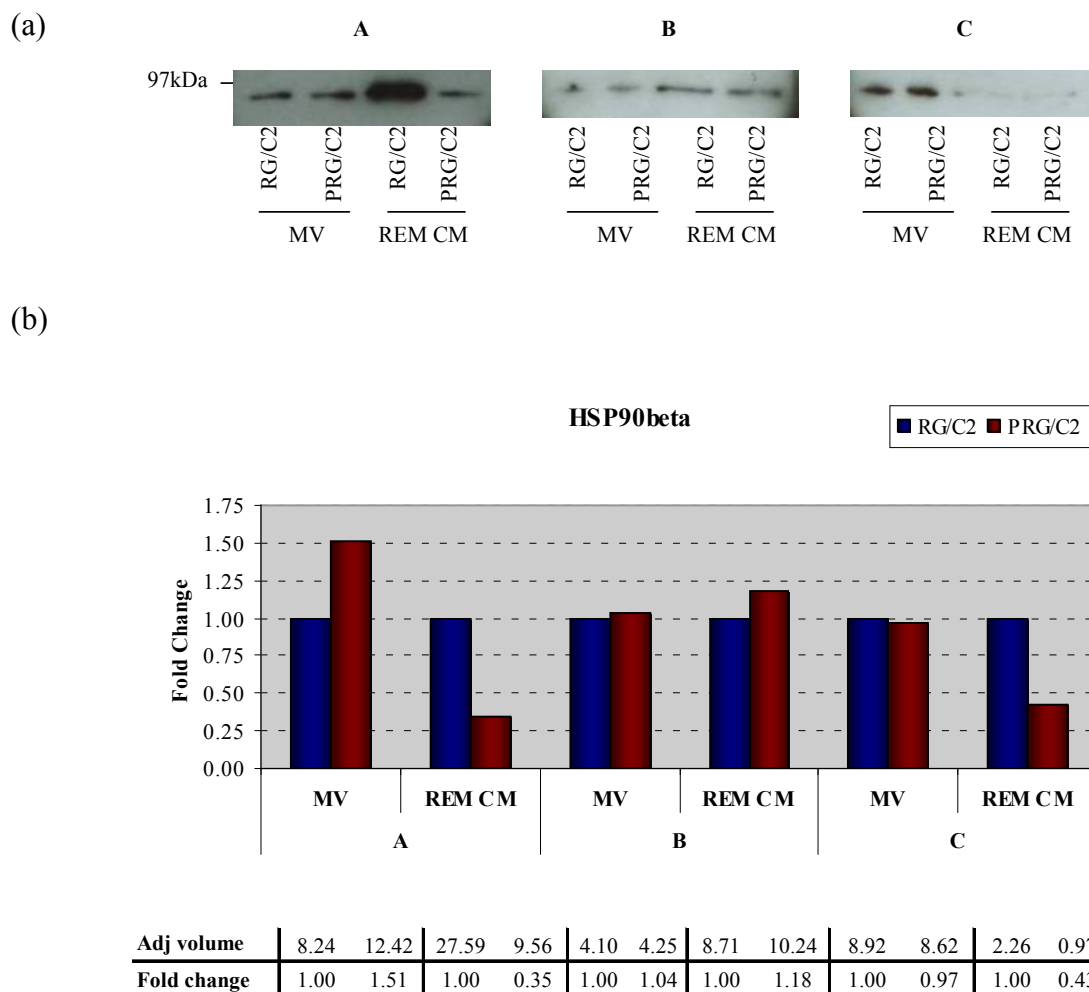 (a)
A B C
97kDa
RG/C2 PRG/C2 RG/C2 PRG/C2 RG/C2 PRG/C2 RG/C2 PRG/C2 RG/C2 PRG/C2 RG/C2 PRG/C2
MV REM CM MV REM CM MV REM CM
(b)
HSP90beta
RG/C2 PRG/C2
Fold Change
1.75
1.50
1.25
1.00
0.75
0.50
0.25
0.00
MV REM CM MV REM CM MV REM CM
A B C
Adj volume 8.24 12.42 27.59 9.56 4.10 4.25 8.71 10.24 8.92 8.62 2.26 0.97
Fold change 1.00 1.51 1.00 0.35 1.00 1.04 1.00 1.18 1.00 0.97 1.00 0.43